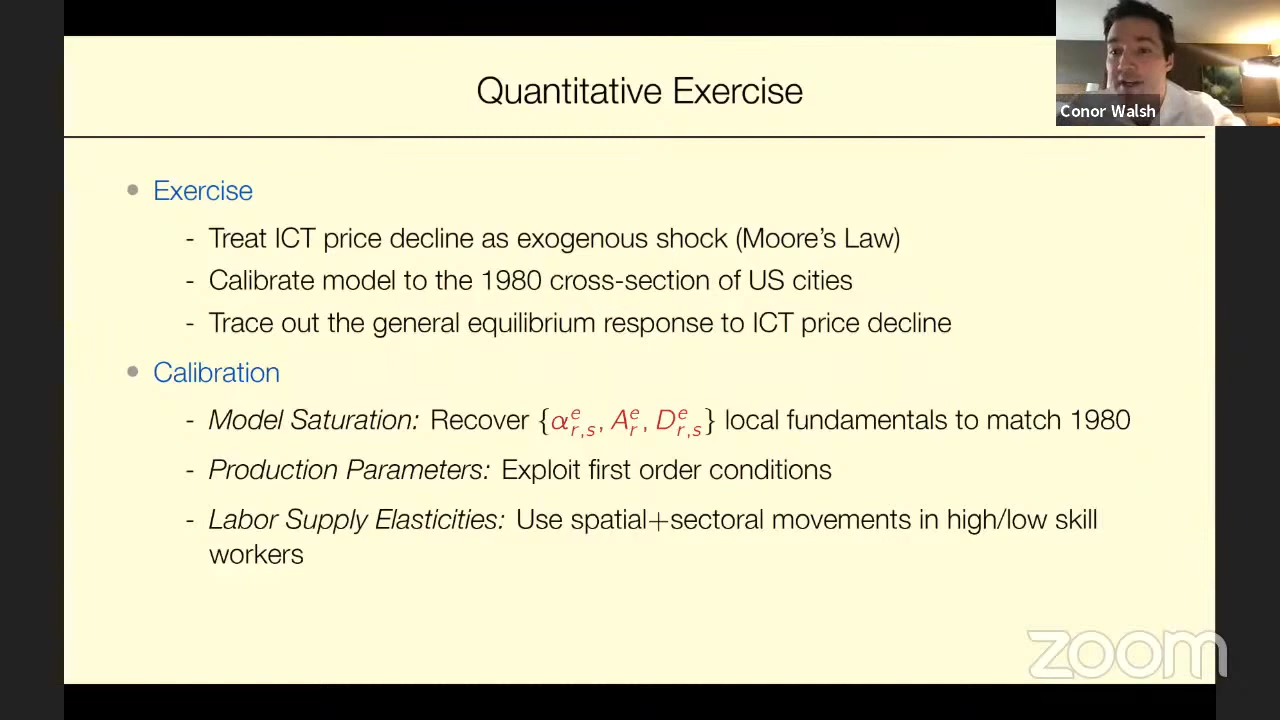 Quantitative Exercise
Conor Walsh
• Exercise
- Treat ICT price decline as exogenous shock (Moore's Law)
- Calibrate model to the 1980 cross-section of US cities
- Trace out the general equilibrium response to ICT price decline
• Calibration
- Model Saturation: Recover {α^e_{r,s}, A^e_r, D^e_{r,s}} local fundamentals to match 1980
- Production Parameters: Exploit first order conditions
- Labor Supply Elasticities: Use spatial+sectoral movements in high/low skill
workers
zoom